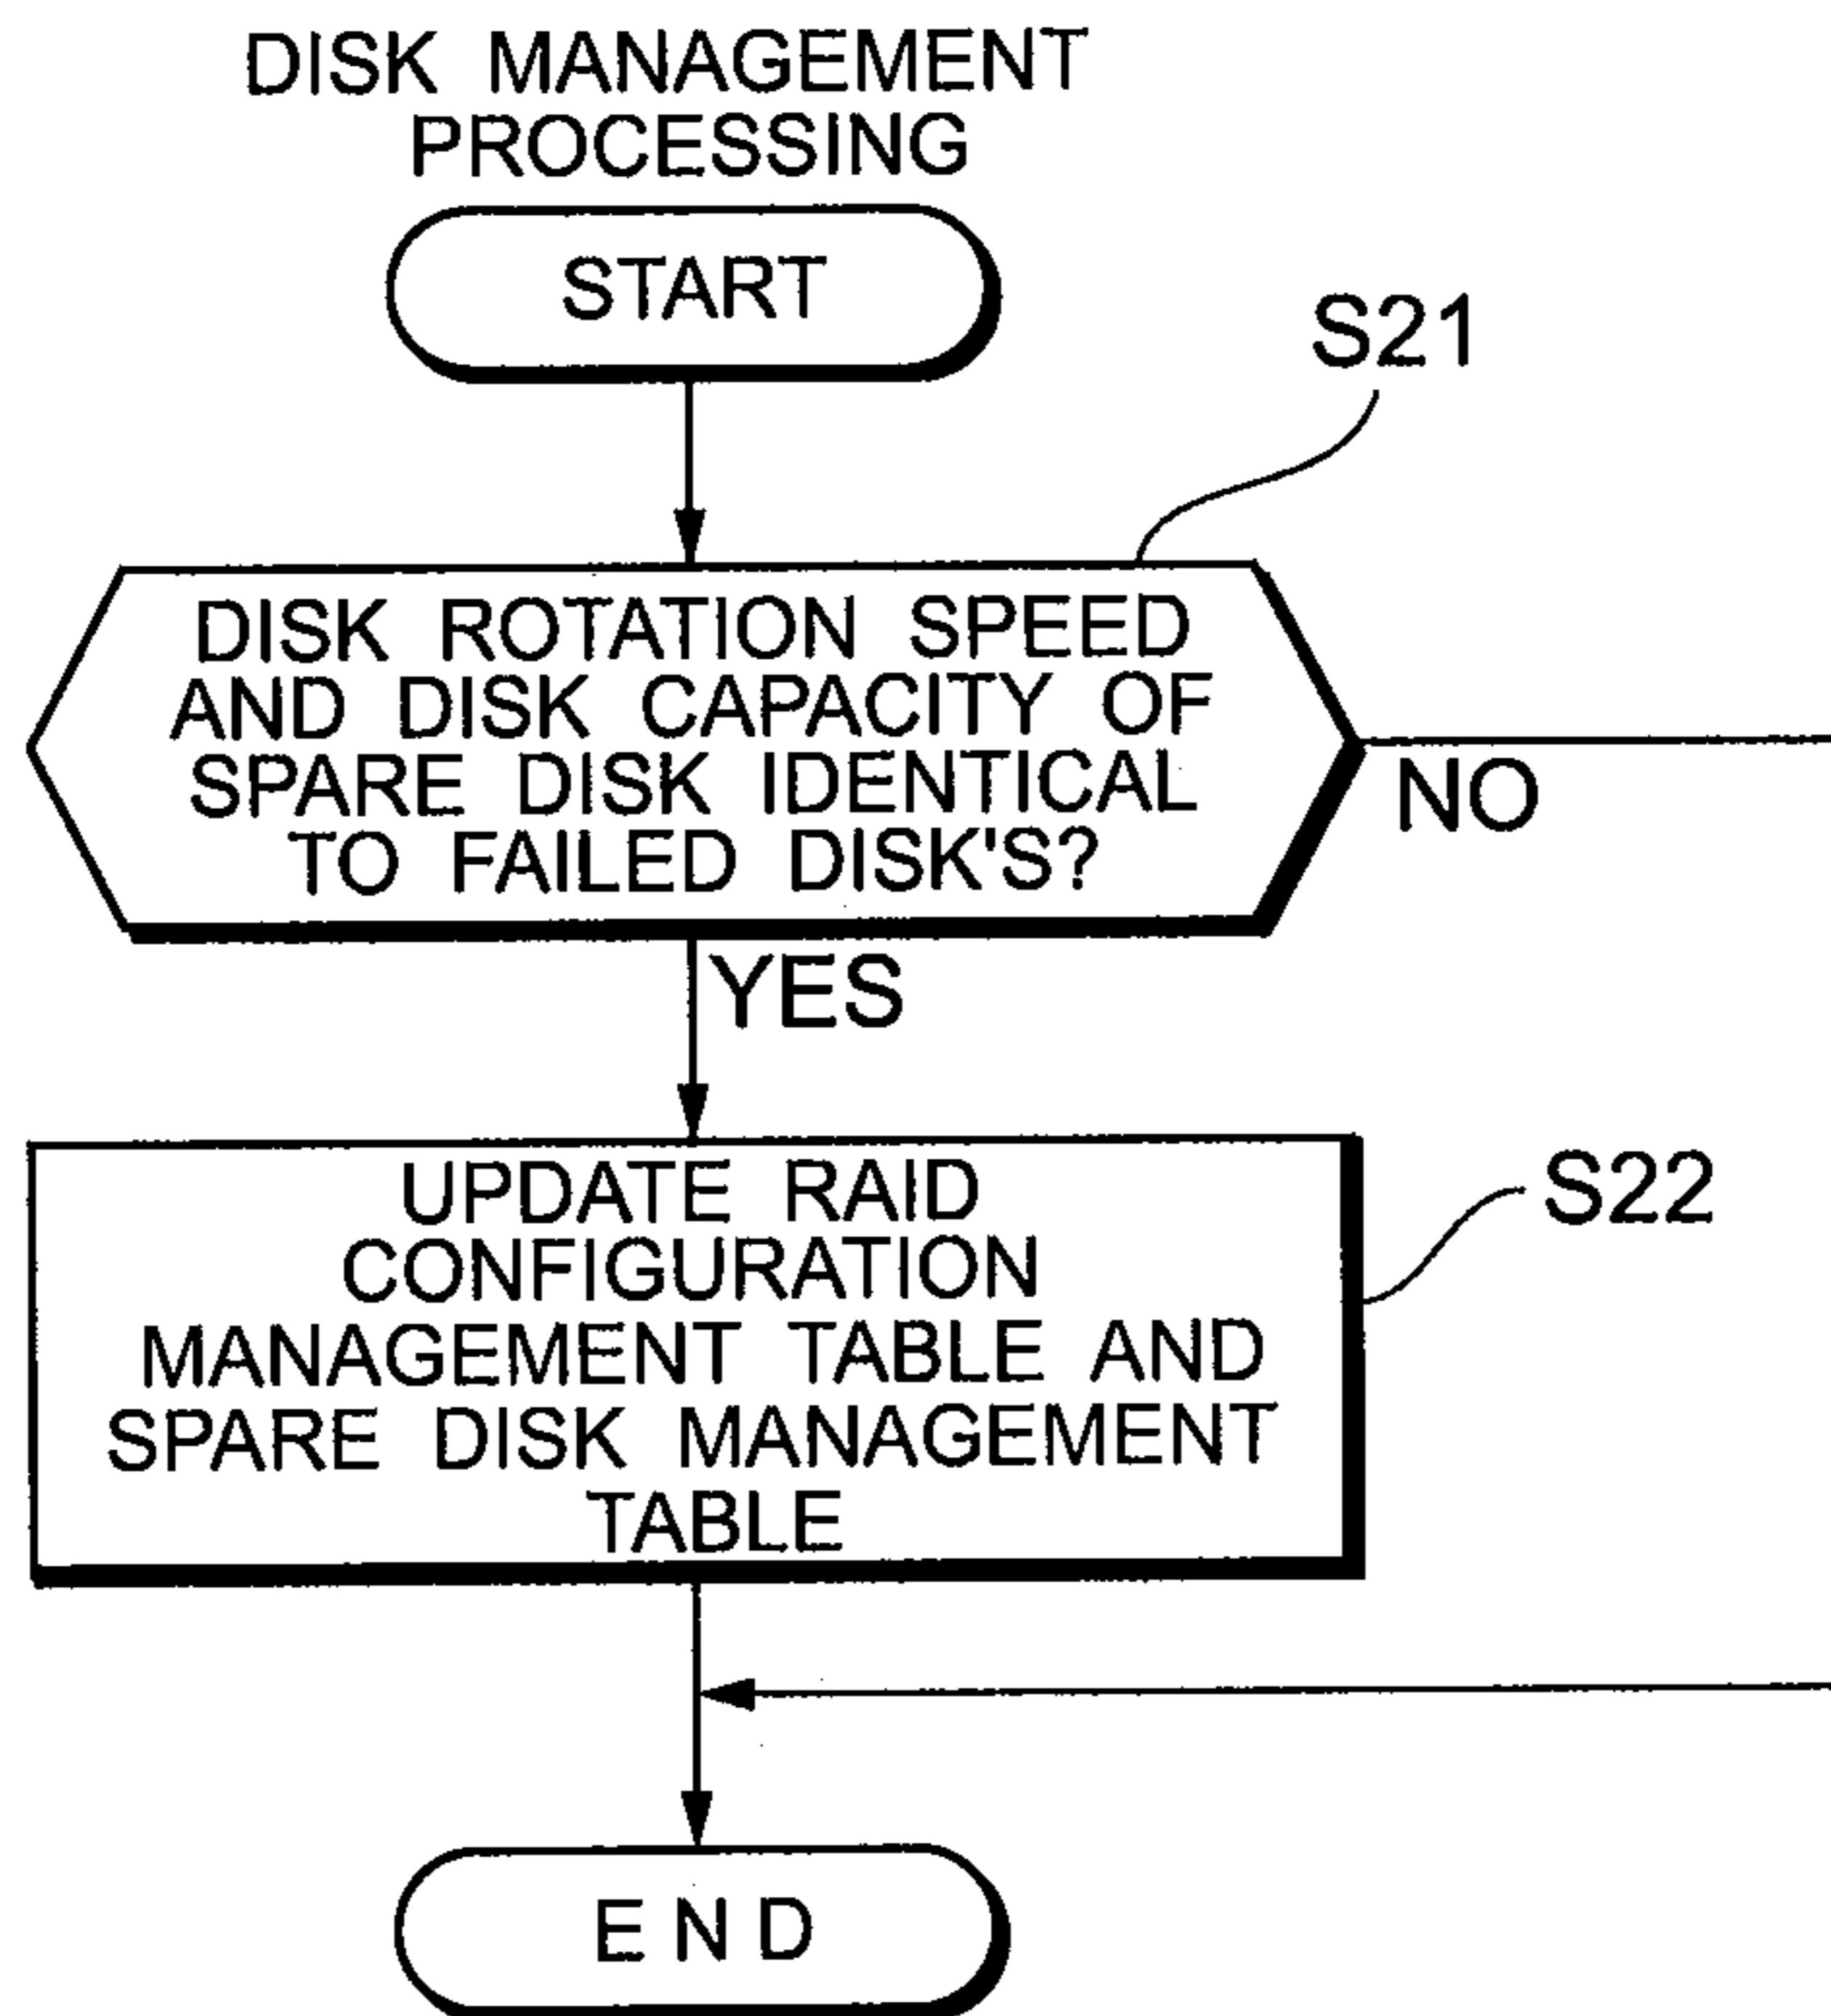 DISK MANAGEMENT
PROCESSING
START
S21
DISK ROTATION SPEED
AND DISK CAPACITY OF
SPARE DISK IDENTICAL
TO FAILED DISK'S?
NO
YES
UPDATE RAID
CONFIGURATION
MANAGEMENT TABLE AND
SPARE DISK MANAGEMENT
TABLE
S22
END